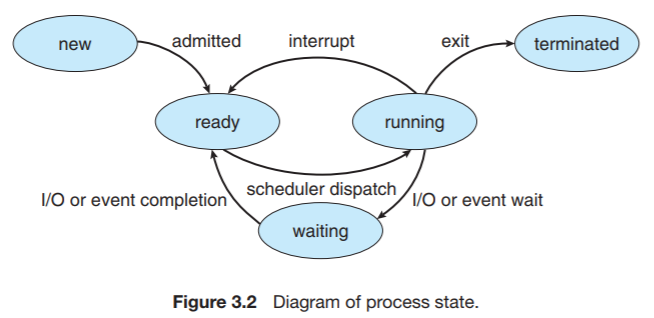 new
admitted
interrupt
exit
terminated
ready
running
I/O or event completion
scheduler dispatch
I/O or event wait
waiting
Figure 3.2 Diagram of process state.